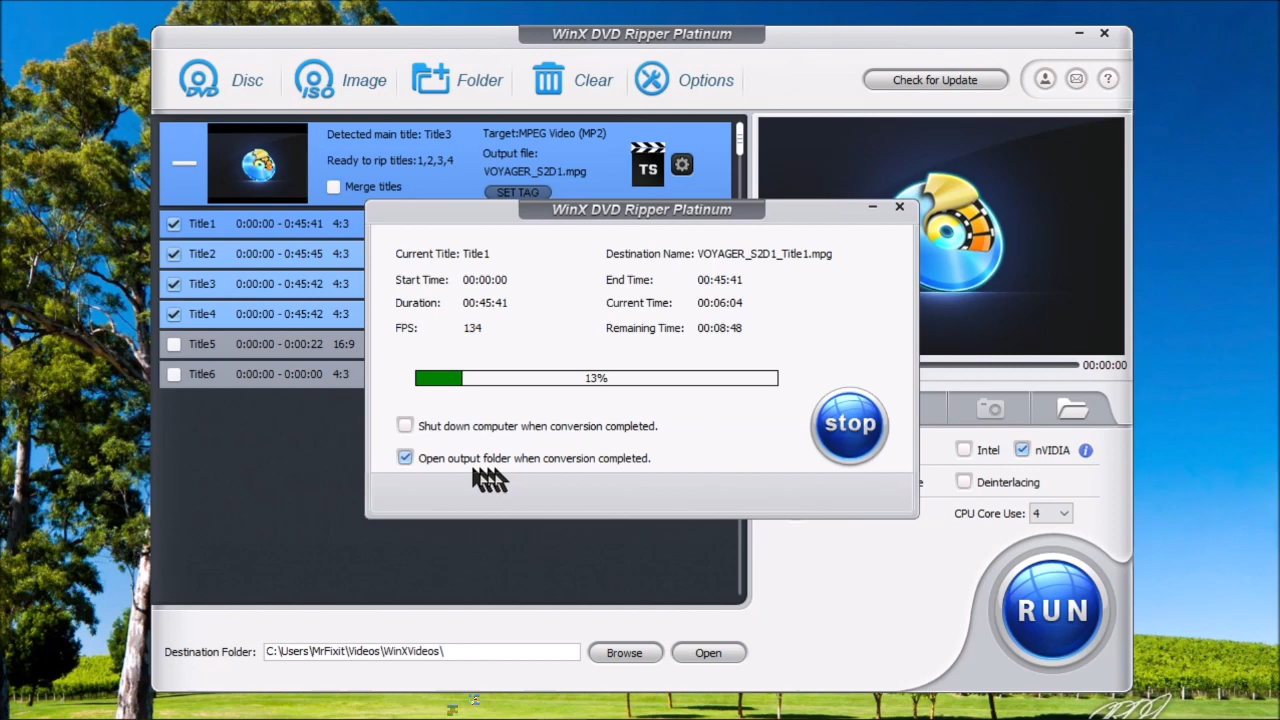 WinX DVD Ripper Platinum
DVD Disc
ISO Image
Folder
Clear
Options
Check for Update
?
Detected main title: Title3
Target:MPEG Video (MP2)
Ready to rip titles:1,2,3,4
Output file:
VOYAGER_S2D1.mpg
Merge titles
SET TAG
TS
Title1 0:00:00 - 0:45:41 4:3
Title2 0:00:00 - 0:45:45 4:3
Title3 0:00:00 - 0:45:42 4:3
Title4 0:00:00 - 0:45:42 4:3
Title5 0:00:00 - 0:00:22 16:9
Title6 0:00:00 - 0:00:00 4:3
WinX DVD Ripper Platinum
Current Title: Title1 Destination Name: VOYAGER_S2D1_Title1.mpg
Start Time: 00:00:00 End Time: 00:45:41
Duration: 00:45:41 Current Time: 00:06:04
FPS: 134 Remaining Time: 00:08:48
13%
Shut down computer when conversion completed.
Open output folder when conversion completed.
stop
00:00:00
Intel nVIDIA i
Deinterlacing
CPU Core Use: 4
RUN
Destination Folder: C:\Users\MrFixit\Videos\WinXVideos\ Browse Open